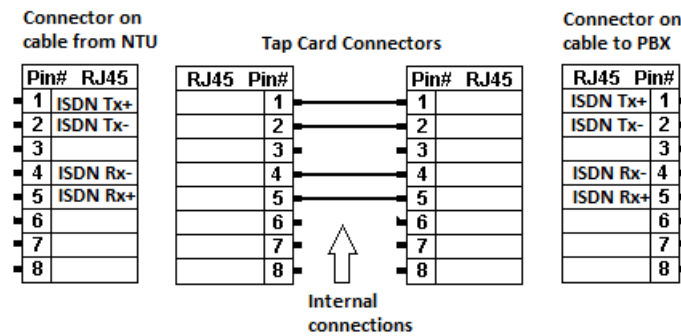 Connector on
cable from NTU
Pin# RJ45
1 ISDN Tx+
2 ISDN Tx-
3
4 ISDN Rx-
5 ISDN Rx+
6
7
8
Tap Card Connectors
RJ45 Pin#
1
2
3
4
5
6
7
8
Pin# RJ45
1
2
3
4
5
6
7
8
Internal
connections
Connector on
cable to PBX
RJ45 Pin#
ISDN Tx+ 1
ISDN Tx- 2
3
ISDN Rx- 4
ISDN Rx+ 5
6
7
8